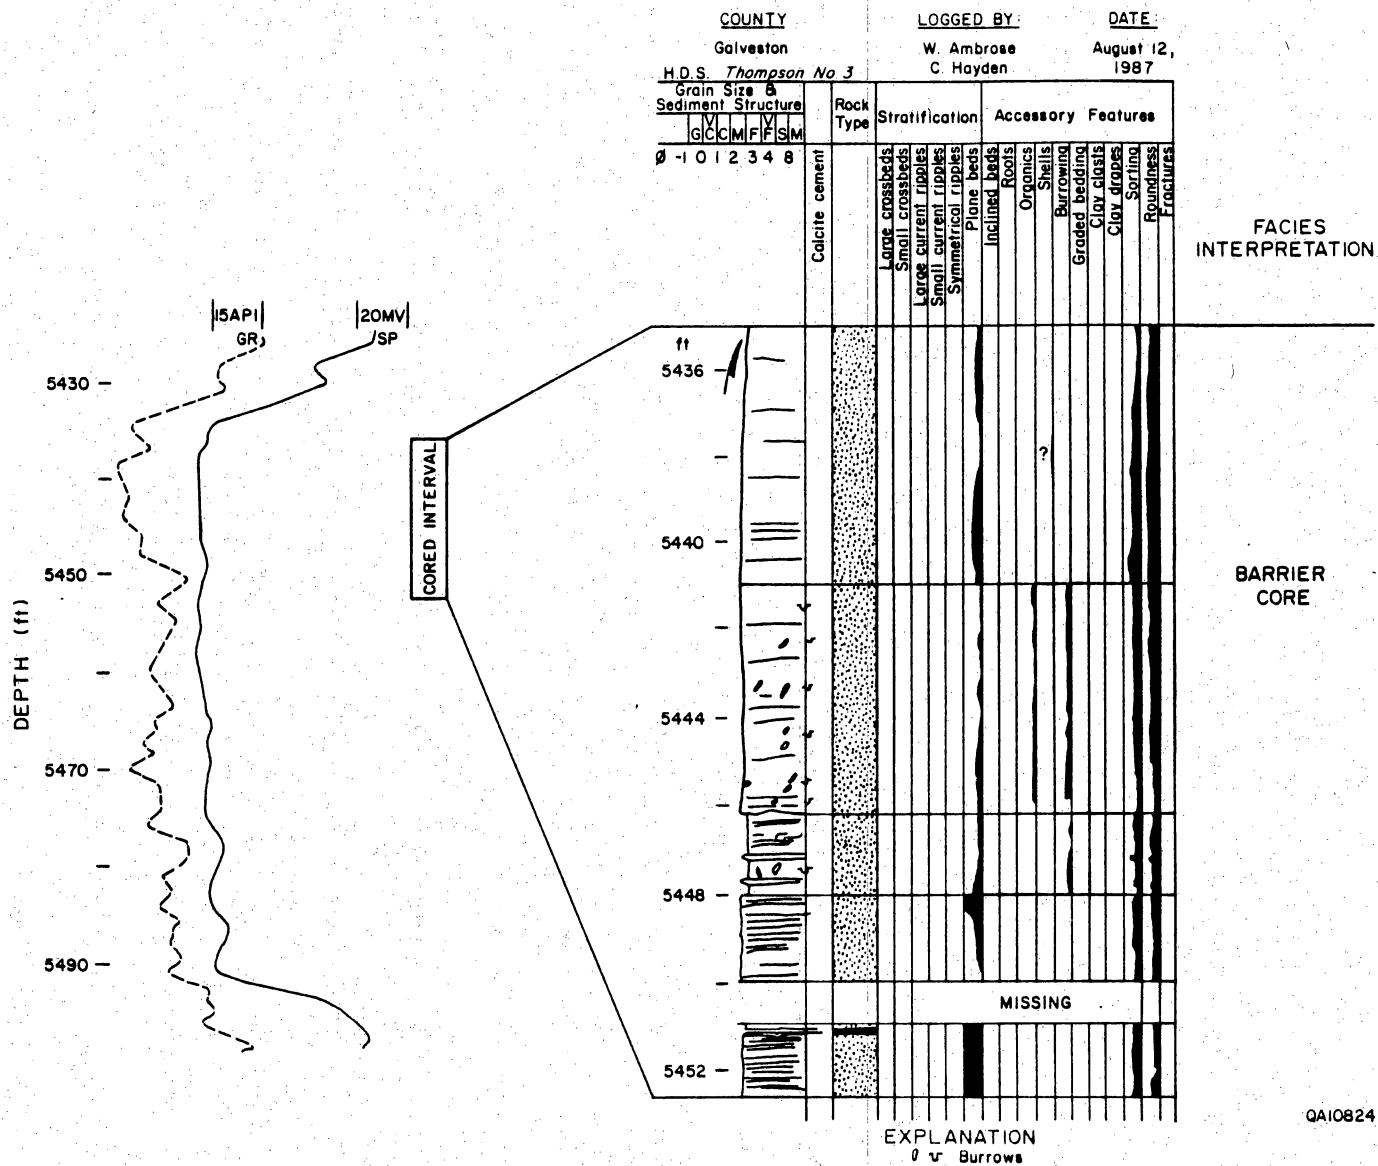 COUNTY LOGGED BY: DATE:
Galveston W. Ambrose August 12,
C. Hayden 1987
H.D.S. Thompson No. 3
Grain Size &
Sediment Structure
Rock
Type
Stratification
Accessory Features
V V
G C C M F F S M
Ø -1 0 1 2 3 4 8
Calcite cement
Large crossbeds
Small crossbeds
Large current ripples
Small current ripples
Symmetrical ripples
Plane beds
Inclined beds
Roots
Organics
Shells
Burrowing
Graded bedding
Clay clasts
Clay drapes
Sorting
Roundness
Fractures
FACIES
INTERPRETATION
15API 20MV
GR SP
DEPTH (ft)
5430
5450
5470
5490
CORED INTERVAL
ft
5436
?
5440
5444
5448
5452
MISSING
BARRIER
CORE
QA10824
EXPLANATION
Burrows